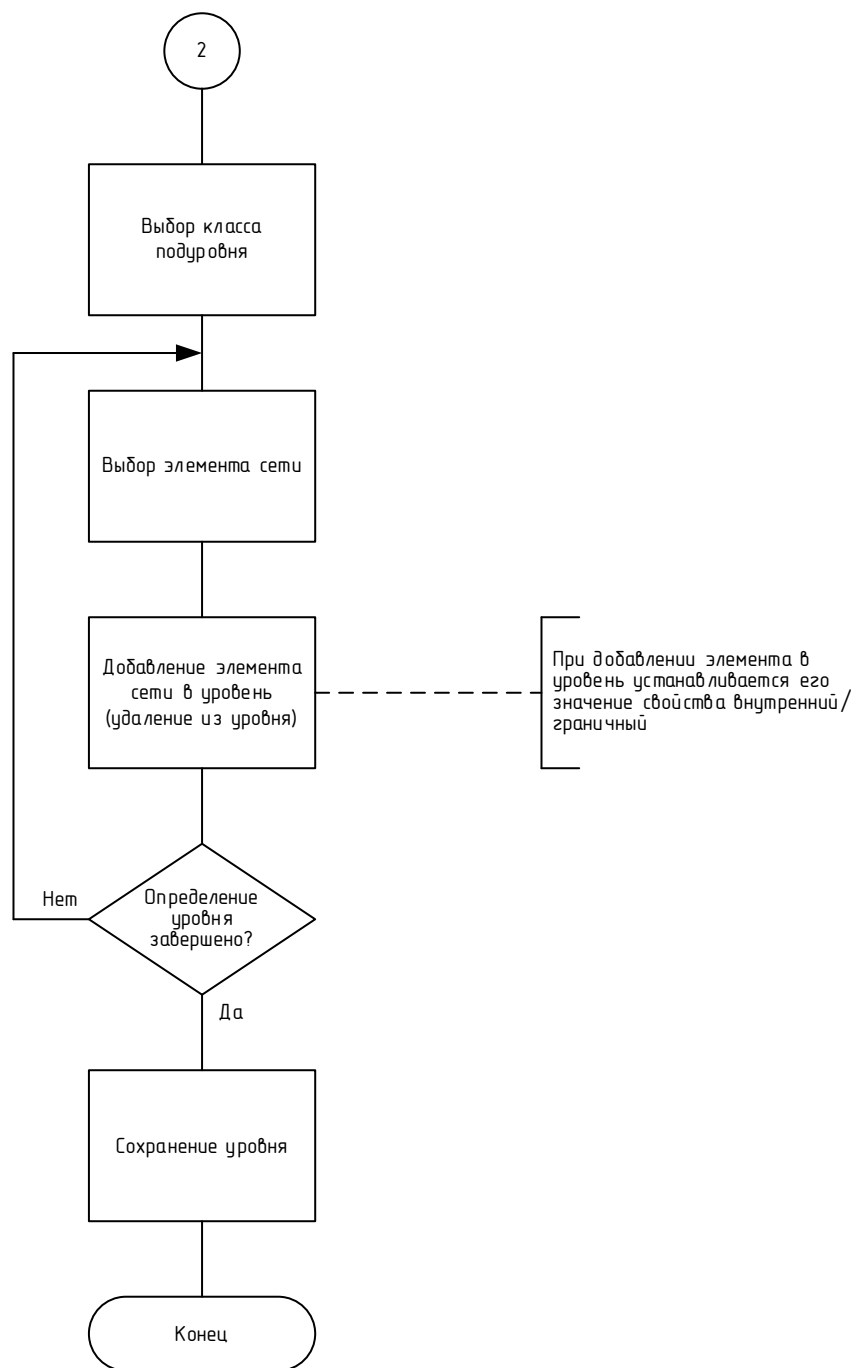 2
Выбор класса
подуровня
Выбор элемента сети
Добавление элемента
сети в уровень
(удаление из уровня)
При добавлении элемента в
уровень устанавливается его
значение свойства внутренний/
граничный
Нет
Определение
уровня
завершено?
Да
Сохранение уровня
Конец